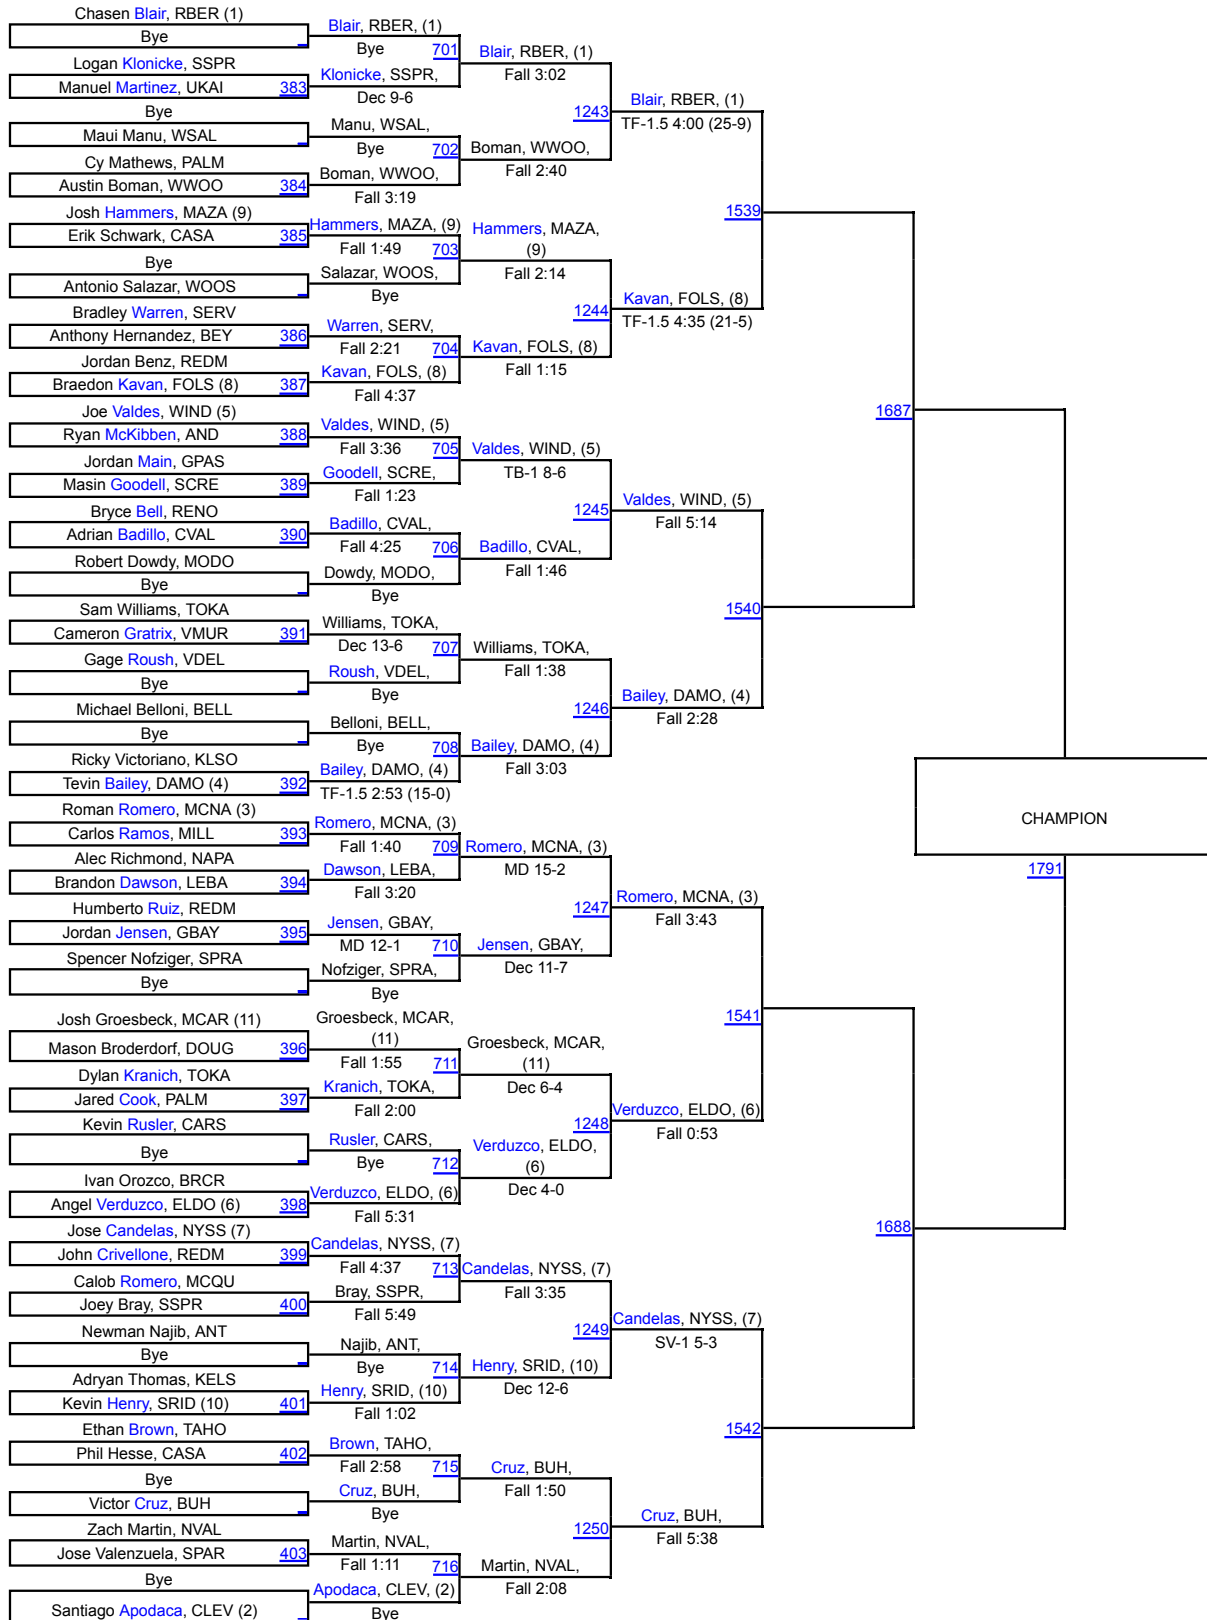 Chasen Blair, RBER (1)
Bye
Logan Klonicke, SSPR
Manuel Martinez, UKAI 383
Bye
Maui Manu, WSAL
Cy Mathews, PALM
Austin Boman, WWOO 384
Josh Hammers, MAZA (9)
Erik Schwark, CASA 385
Bye
Antonio Salazar, WOOS
Bradley Warren, SERV
Anthony Hernandez, BEY 386
Jordan Benz, REDM
Braedon Kavan, FOLS (8) 387
Joe Valdes, WIND (5)
Ryan McKibben, AND 388
Jordan Main, GPAS
Masin Goodell, SCRE 389
Bryce Bell, RENO
Adrian Badillo, CVAL 390
Robert Dowdy, MODO
Bye
Sam Williams, TOKA
Cameron Gratrix, VMUR 391
Gage Roush, VDEL
Bye
Michael Belloni, BELL
Bye
Ricky Victoriano, KLSO
Tevin Bailey, DAMO (4) 392
Roman Romero, MCNA (3)
Carlos Ramos, MILL 393
Alec Richmond, NAPA
Brandon Dawson, LEBA 394
Humberto Ruiz, REDM
Jordan Jensen, GBAY 395
Spencer Nofziger, SPRA
Bye
Josh Groesbeck, MCAR (11)
Mason Broderdorf, DOUG 396
Dylan Kranich, TOKA
Jared Cook, PALM 397
Kevin Rusler, CARS
Bye
Ivan Orozco, BRCR
Angel Verduzco, ELDO (6) 398
Jose Candelas, NYSS (7)
John Crivellone, REDM 399
Calob Romero, MCQU
Joey Bray, SSPR 400
Newman Najib, ANT
Bye
Adryan Thomas, KELS
Kevin Henry, SRID (10) 401
Ethan Brown, TAHO
Phil Hesse, CASA 402
Bye
Victor Cruz, BUH
Zach Martin, NVAL
Jose Valenzuela, SPAR 403
Bye
Santiago Apodaca, CLEV (2)
Blair, RBER, (1)
Bye 701
Klonicke, SSPR,
Dec 9-6
Manu, WSAL,
Bye 702
Boman, WWOO,
Fall 3:19
Hammers, MAZA, (9)
Fall 1:49 703
Salazar, WOOS,
Bye
Warren, SERV,
Fall 2:21 704
Kavan, FOLS, (8)
Fall 4:37
Valdes, WIND, (5)
Fall 3:36 705
Goodell, SCRE,
Fall 1:23
Badillo, CVAL,
Fall 4:25 706
Dowdy, MODO,
Bye
Williams, TOKA,
Dec 13-6 707
Roush, VDEL,
Bye
Belloni, BELL,
Bye 708
Bailey, DAMO, (4)
TF-1.5 2:53 (15-0)
Romero, MCNA, (3)
Fall 1:40 709
Dawson, LEBA,
Fall 3:20
Jensen, GBAY,
MD 12-1 710
Nofziger, SPRA,
Bye
Groesbeck, MCAR,
(11)
Fall 1:55 711
Kranich, TOKA,
Fall 2:00
Rusler, CARS,
Bye 712
Verduzco, ELDO, (6)
Fall 5:31
Candelas, NYSS, (7)
Fall 4:37 713
Bray, SSPR,
Fall 5:49
Najib, ANT,
Bye 714
Henry, SRID, (10)
Fall 1:02
Brown, TAHO,
Fall 2:58 715
Cruz, BUH,
Bye
Martin, NVAL,
Fall 1:11 716
Apodaca, CLEV, (2)
Bye
Blair, RBER, (1)
Fall 3:02
1243
Boman, WWOO,
Fall 2:40
Hammers, MAZA,
(9)
Fall 2:14
1244
Kavan, FOLS, (8)
Fall 1:15
Valdes, WIND, (5)
TB-1 8-6
1245
Badillo, CVAL,
Fall 1:46
Williams, TOKA,
Fall 1:38
1246
Bailey, DAMO, (4)
Fall 3:03
Romero, MCNA, (3)
MD 15-2
1247
Jensen, GBAY,
Dec 11-7
Groesbeck, MCAR,
(11)
Dec 6-4
1248
Verduzco, ELDO,
(6)
Dec 4-0
Candelas, NYSS, (7)
Fall 3:35
1249
Henry, SRID, (10)
Dec 12-6
Cruz, BUH,
Fall 1:50
1250
Martin, NVAL,
Fall 2:08
Blair, RBER, (1)
TF-1.5 4:00 (25-9)
1539
Kavan, FOLS, (8)
TF-1.5 4:35 (21-5)
Valdes, WIND, (5)
Fall 5:14
1540
Bailey, DAMO, (4)
Fall 2:28
Romero, MCNA, (3)
Fall 3:43
1541
Verduzco, ELDO, (6)
Fall 0:53
Candelas, NYSS, (7)
SV-1 5-3
1542
Cruz, BUH,
Fall 5:38
1687
1688
CHAMPION
1791